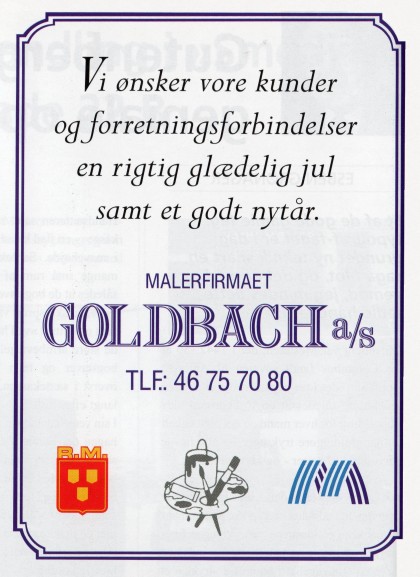 Vi ønsker vore kunder
og forretningsforbindelser
en rigtig glædelig jul
samt et godt nytår.
MALERFIRMAET
GOLDBACH a/s
TLF.: 46 75 70 80
R.M.